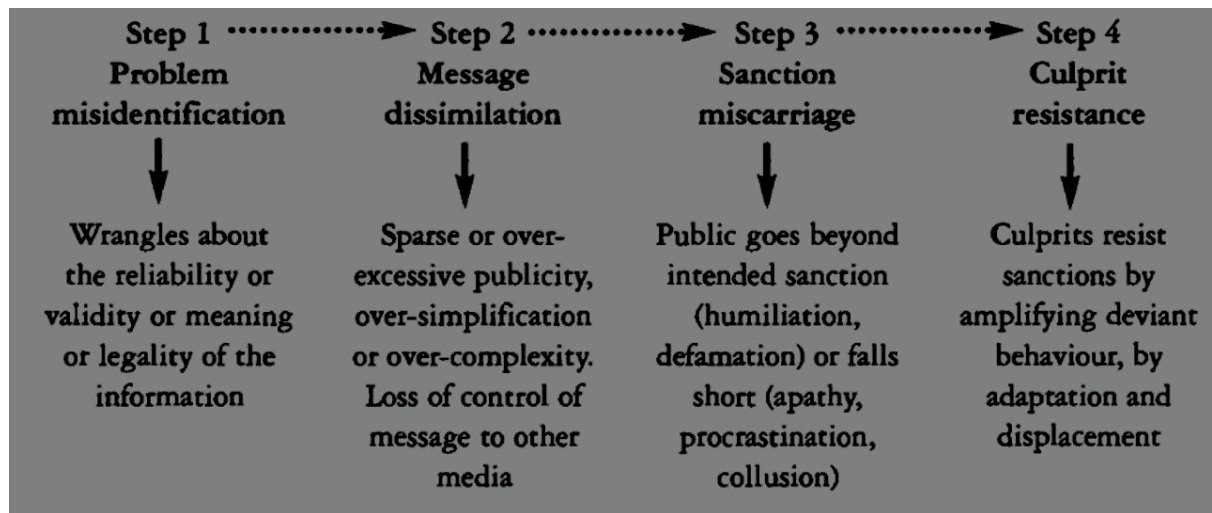 Step 1 Step 2 Step 3 Step 4
Problem Message Sanction Culprit
misidentification dissimilation miscarriage resistance
Wrangles about Sparse or over- Public goes beyond Culprits resist
the reliability or excessive publicity, intended sanction sanctions by
validity or meaning over-simplification (humiliation, amplifying deviant
or legality of the or over-complexity. defamation) or falls behaviour, by
information Loss of control of short (apathy, adaptation and
message to other procrastination, displacement
media collusion)